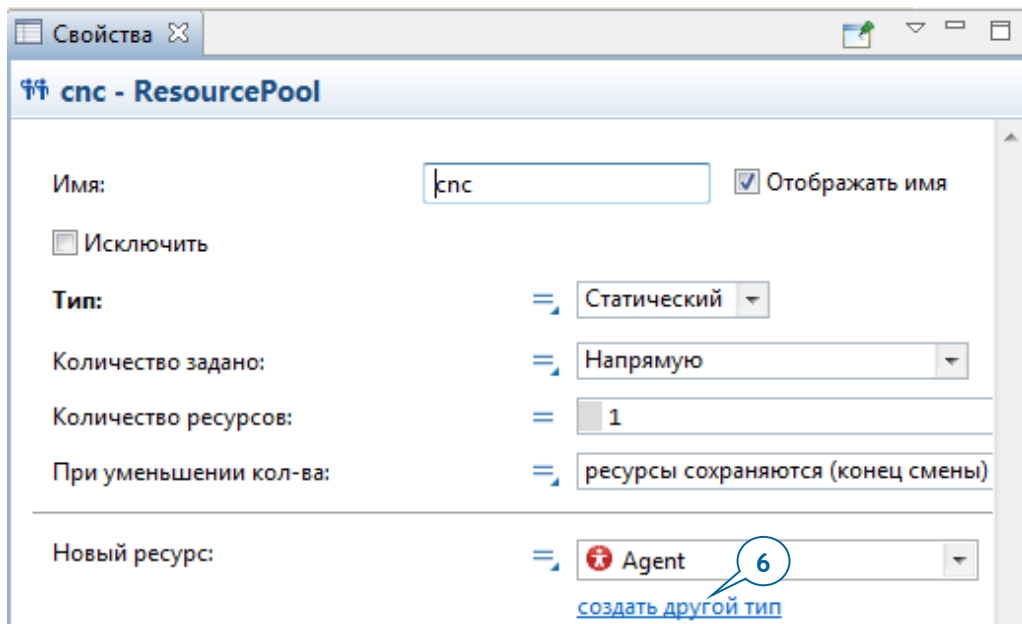 Свойства
cnc - ResourcePool
Имя: cnc Отображать имя
Исключить
Тип: Статический
Количество задано: Напрямую
Количество ресурсов: 1
При уменьшении кол-ва: ресурсы сохраняются (конец смены)
Новый ресурс: Agent 6
создать другой тип